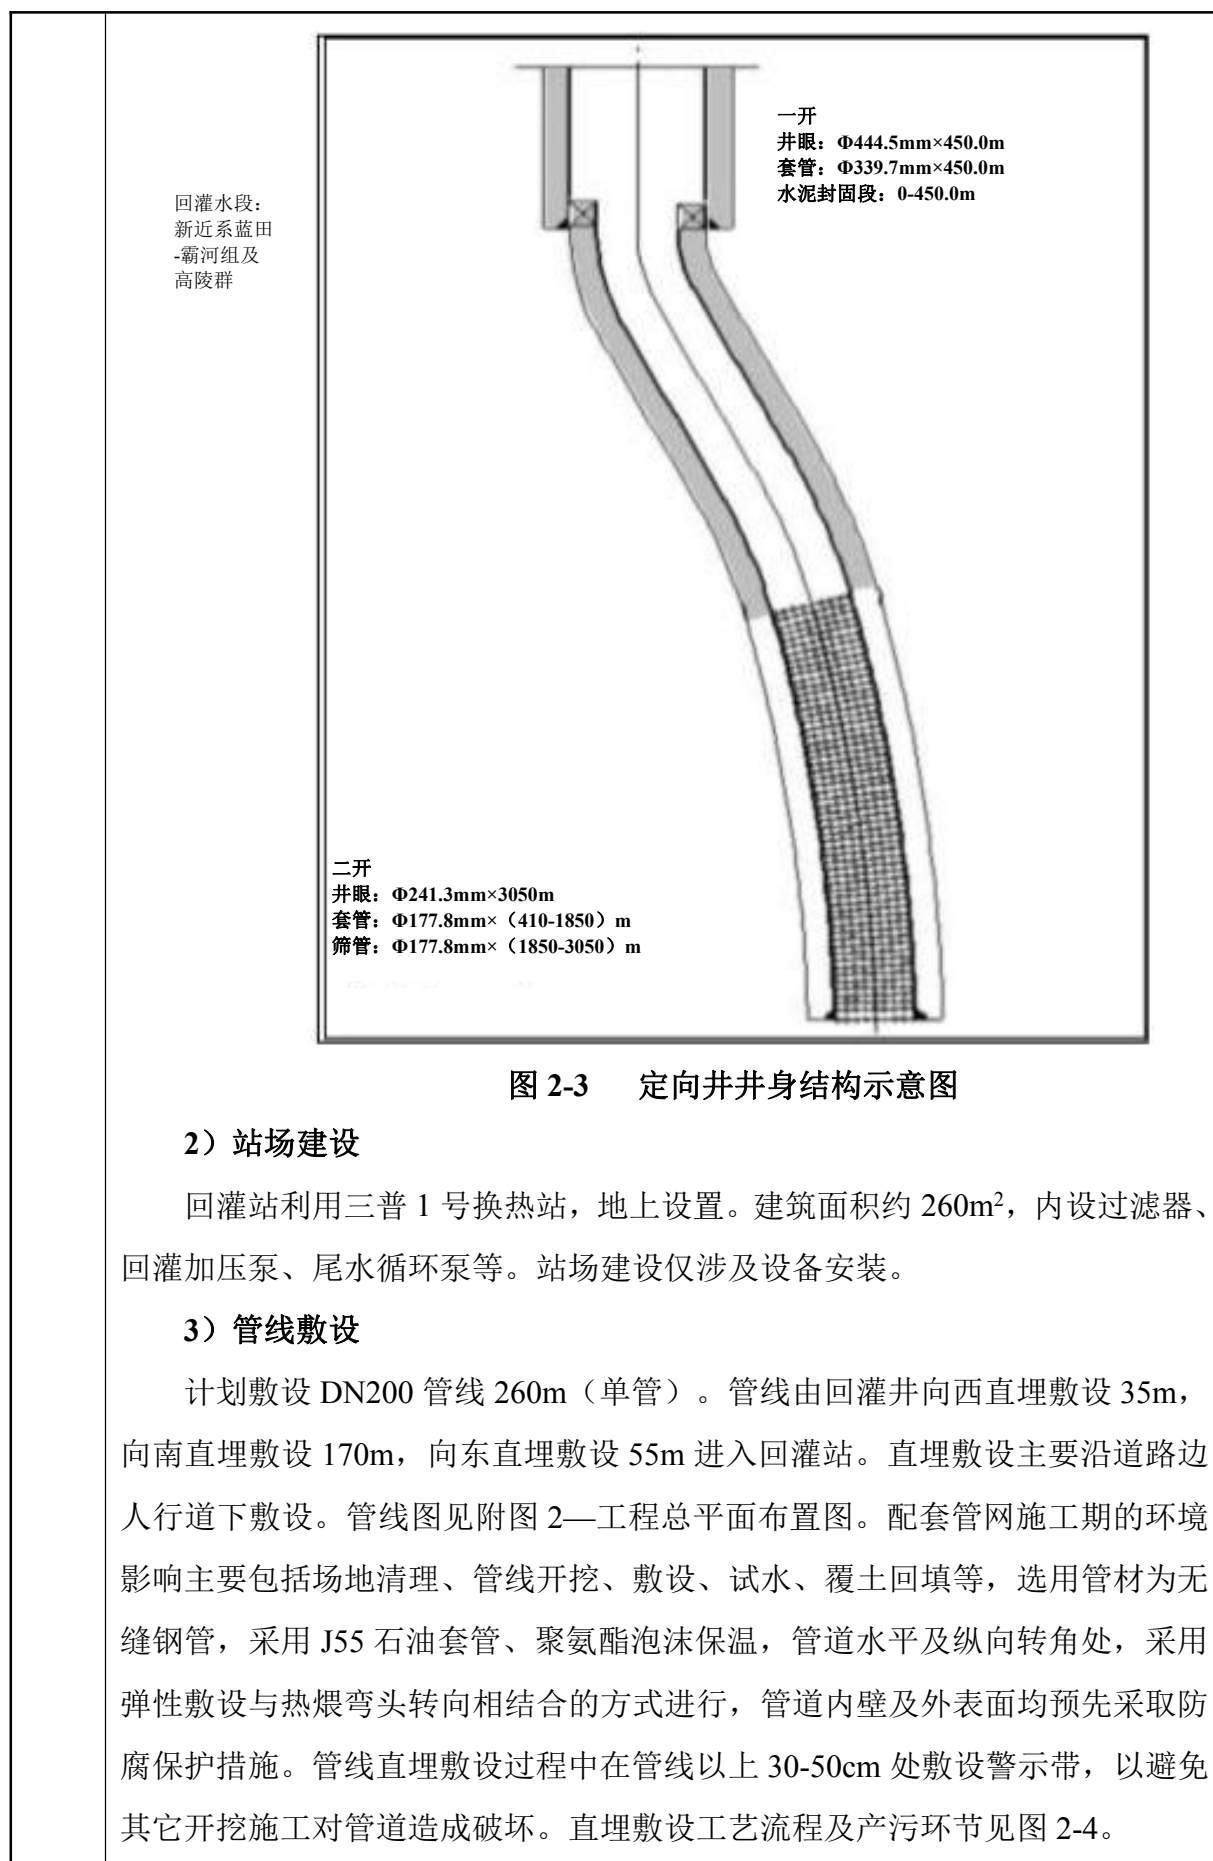 一开
井眼：Φ444.5mm×450.0m
套管：Φ339.7mm×450.0m
水泥封固段：0-450.0m
回灌水段：
新近系蓝田
-霸河组及
高陵群
二开
井眼：Φ241.3mm×3050m
套管：Φ177.8mm×（410-1850）m
筛管：Φ177.8mm×（1850-3050）m
图 2-3 定向井井身结构示意图
2）站场建设
回灌站利用三普 1 号换热站，地上设置。建筑面积约 260m²，内设过滤器、
回灌加压泵、尾水循环泵等。站场建设仅涉及设备安装。
3）管线敷设
计划敷设 DN200 管线 260m（单管）。管线由回灌井向西直埋敷设 35m，
向南直埋敷设 170m，向东直埋敷设 55m 进入回灌站。直埋敷设主要沿道路边
人行道下敷设。管线图见附图 2—工程总平面布置图。配套管网施工期的环境
影响主要包括场地清理、管线开挖、敷设、试水、覆土回填等，选用管材为无
缝钢管，采用 J55 石油套管、聚氨酯泡沫保温，管道水平及纵向转角处，采用
弹性敷设与热煨弯头转向相结合的方式进行，管道内壁及外表面均预先采取防
腐保护措施。管线直埋敷设过程中在管线以上 30-50cm 处敷设警示带，以避免
其它开挖施工对管道造成破坏。直埋敷设工艺流程及产污环节见图 2-4。